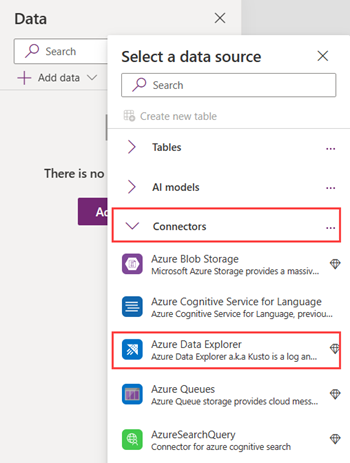 Data
Search
Add data
There is no
Ad
Select a data source
Search
Create new table
Tables
...
AI models
...
Connectors
...
Azure Blob Storage
Microsoft Azure Storage provides a massiv...
Azure Cognitive Service for Language
Azure Cognitive Service for Language, previou...
Azure Data Explorer
Azure Data Explorer a.k.a Kusto is a log an...
Azure Queues
Azure Queue storage provides cloud mess...
AzureSearchQuery
Connector for azure cognitive search